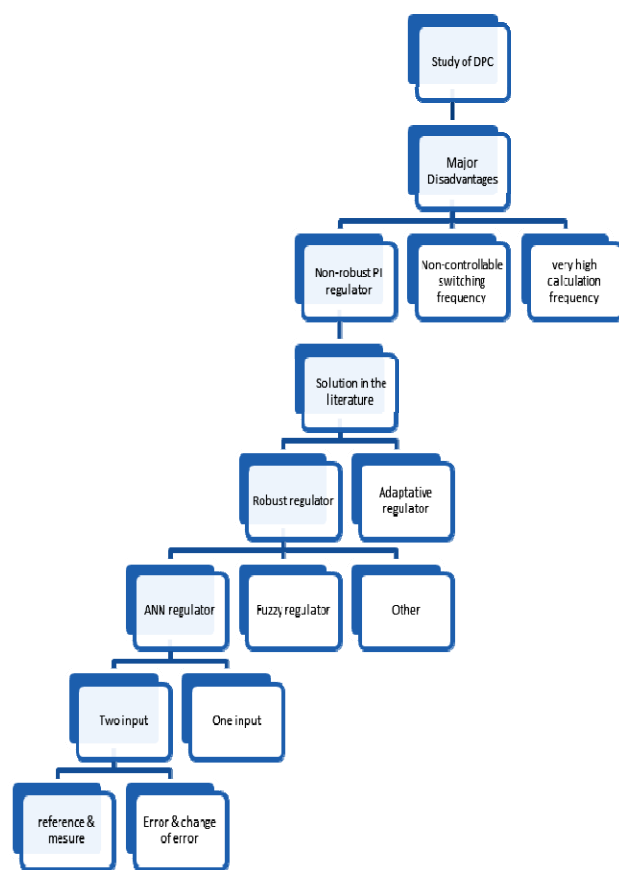 Study of DPC
Major
Disadvantages
Non-robust PI
regulator
Non-controllable
switching
frequency
very high
calculation
frequency
Solution in the
literature
Robust regulator
Adaptative
regulator
ANN regulator
Fuzzy regulator
Other
Two input
One input
reference &
mesure
Error & change
of error